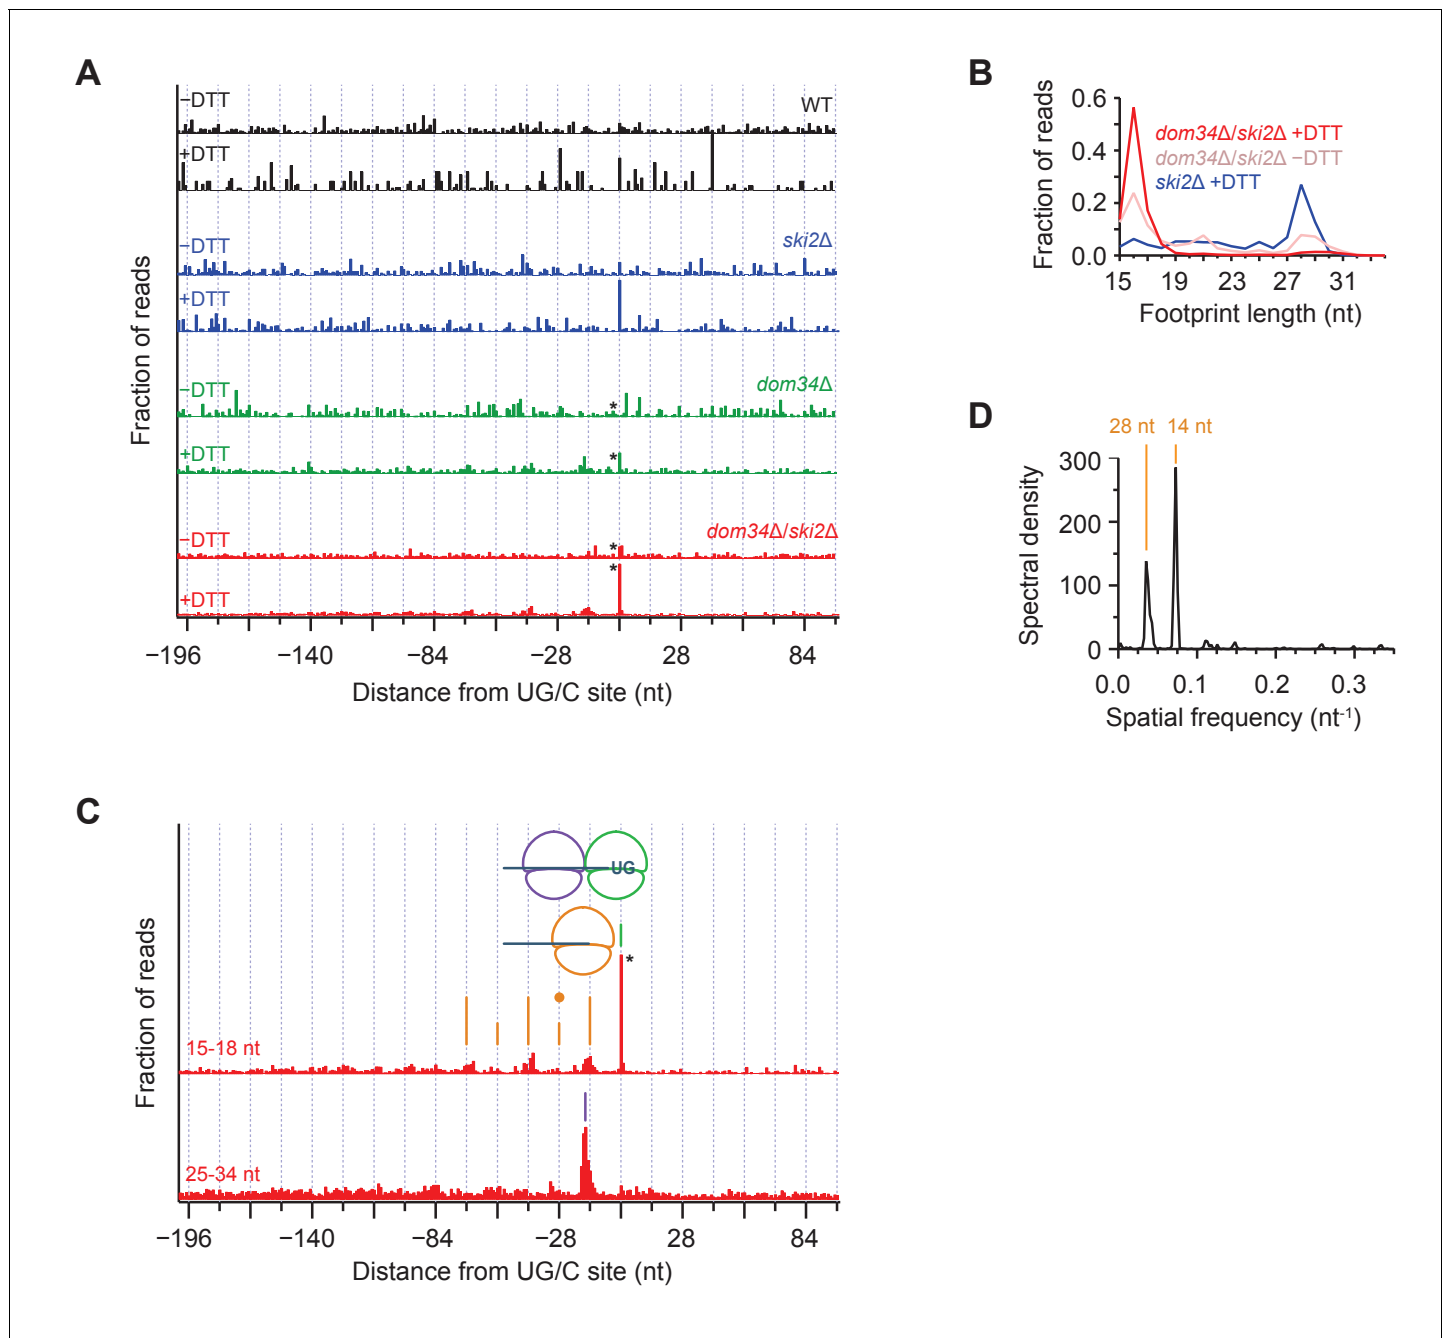 A
−DTT
WT
+DTT
−DTT
ski2Δ
+DTT
−DTT
dom34Δ
*
+DTT
*
−DTT
dom34Δ/ski2Δ
*
+DTT
*
Fraction of reads
−196
−140
−84
−28
28
84
Distance from UG/C site (nt)
B
Fraction of reads
0.6
0.4
0.2
0.0
dom34Δ/ski2Δ +DTT
dom34Δ/ski2Δ −DTT
ski2Δ +DTT
15
19
23
27
31
Footprint length (nt)
D
28 nt
14 nt
Spectral density
300
200
100
0
0.0
0.1
0.2
0.3
Spatial frequency (nt-1)
C
UG
*
15-18 nt
25-34 nt
Fraction of reads
−196
−140
−84
−28
28
84
Distance from UG/C site (nt)